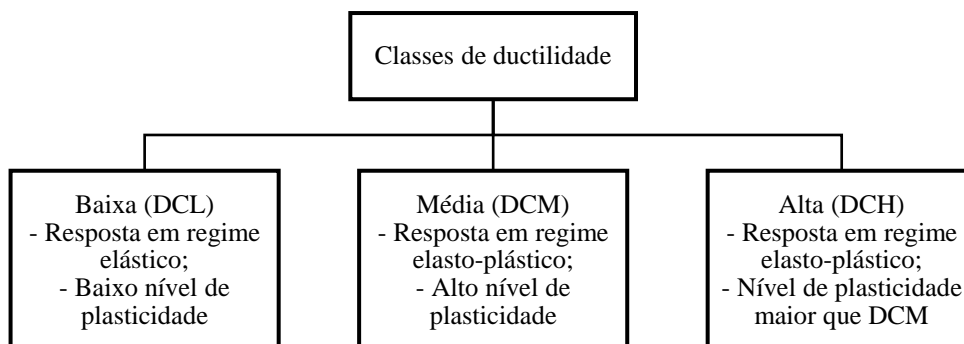 Classes de ductilidade
Baixa (DCL)
- Resposta em regime
elástico;
- Baixo nível de
plasticidade
Média (DCM)
- Resposta em regime
elasto-plástico;
- Alto nível de
plasticidade
Alta (DCH)
- Resposta em regime
elasto-plástico;
- Nível de plasticidade
maior que DCM